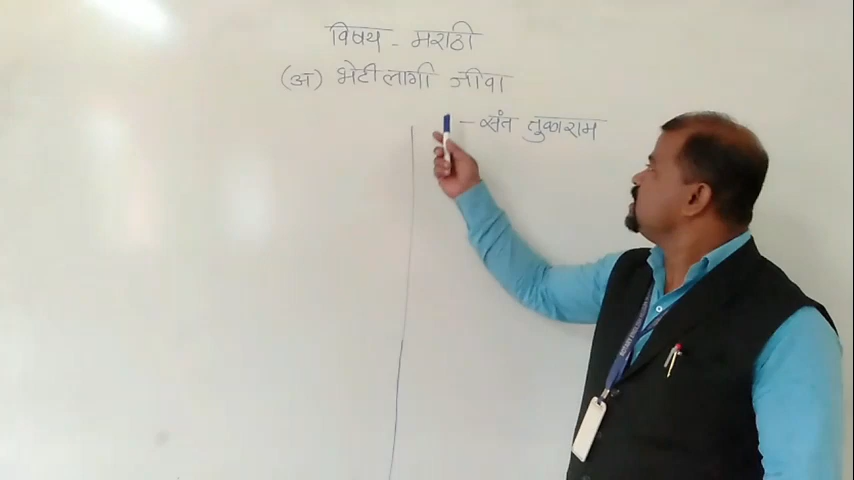 विषय - मराठी
(अ) भेटीलागी जीवा
- संत तुकाराम